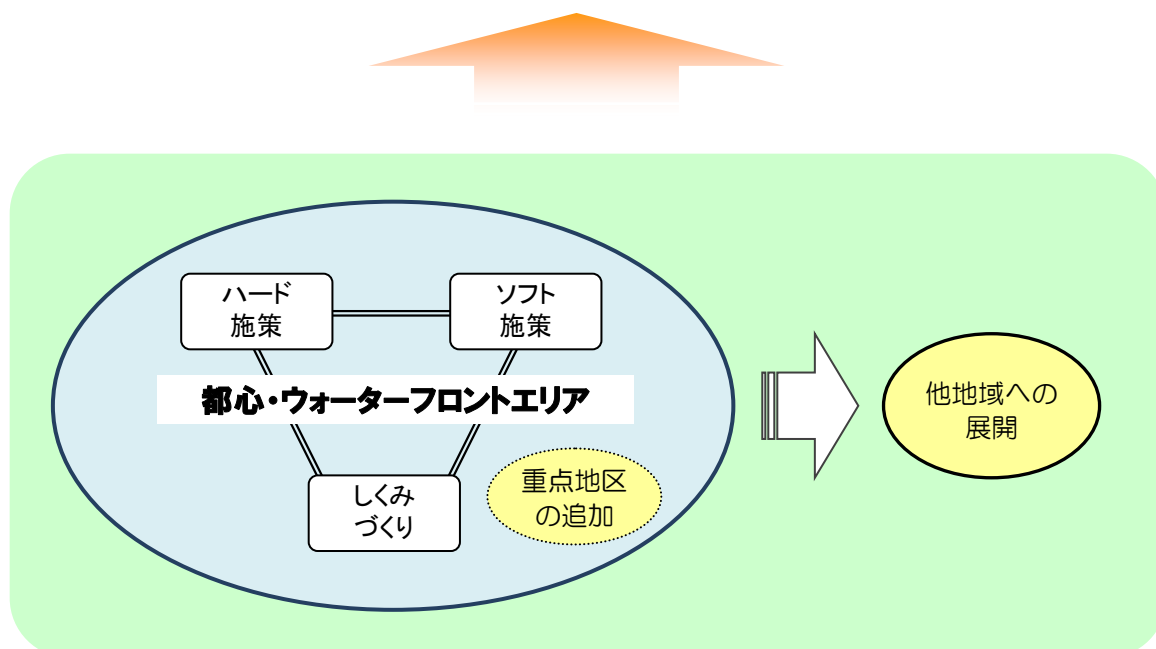 ハード
施策
ソフト
施策
都心・ウォーターフロントエリア
しくみ
づくり
重点地区
の追加
他地域への
展開